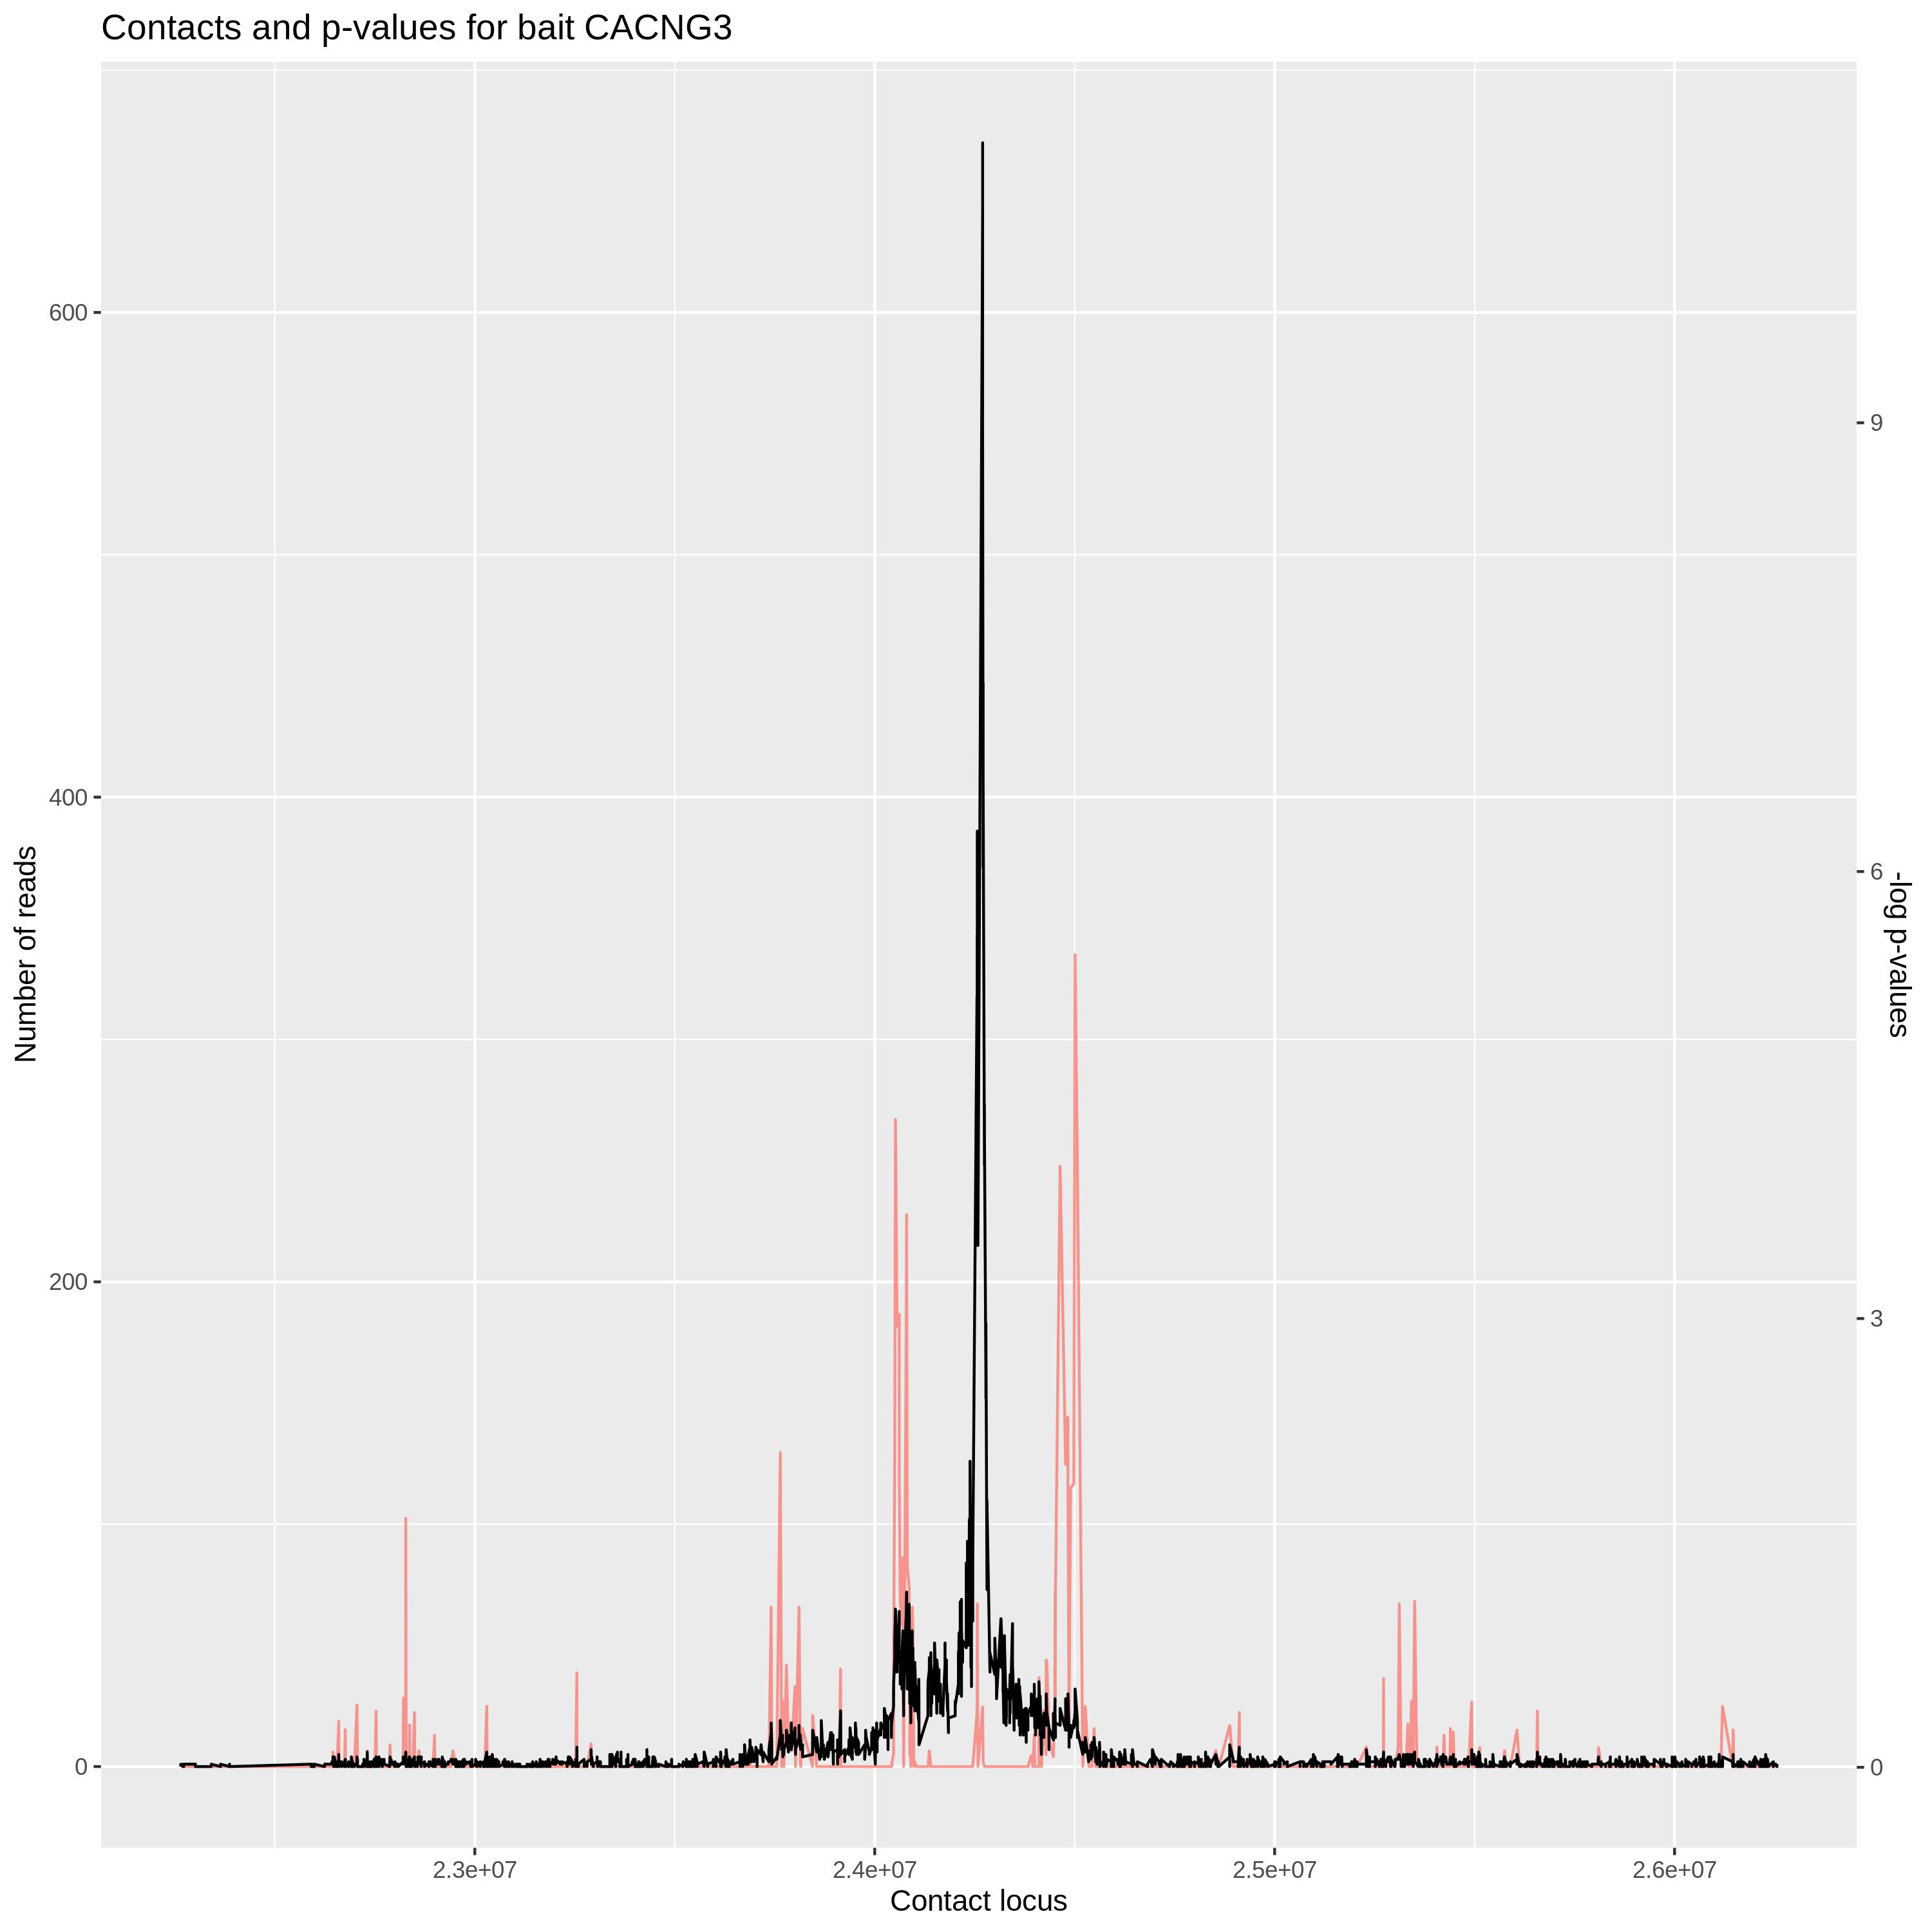 Contacts and p-values for bait CACNG3
600
400
200
0
Number of reads
9
6
3
0
-log p-values
2.3e+07
2.4e+07
2.5e+07
2.6e+07
Contact locus